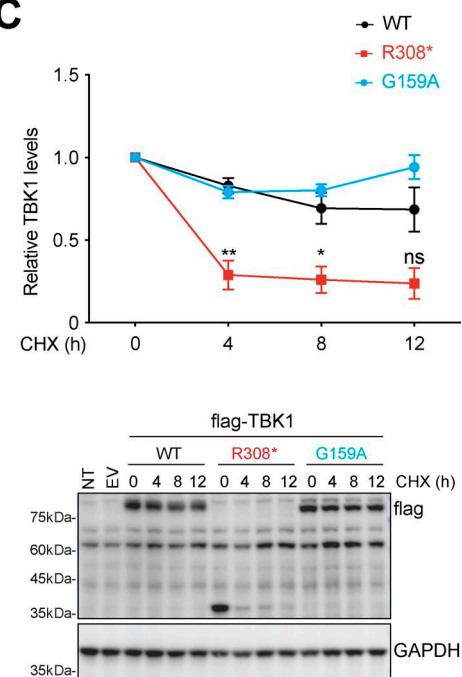 C
WT
R308*
G159A
Relative TBK1 levels
1.5
1.0
0.5
0
** * ns
CHX (h) 0 4 8 12
flag-TBK1
WT R308* G159A
NT EV 0 4 8 12 0 4 8 12 0 4 8 12 CHX (h)
flag
75kDa-
60kDa-
45kDa-
35kDa-
GAPDH
35kDa-